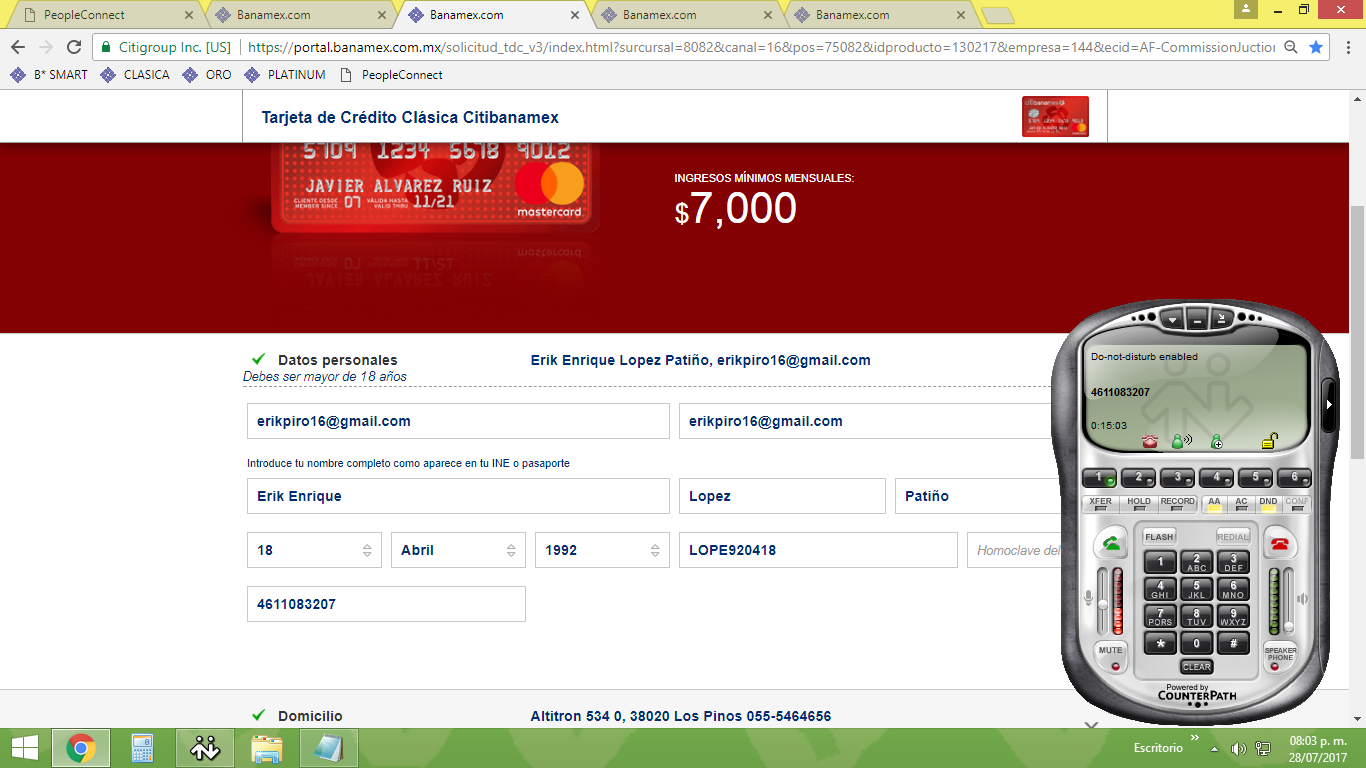 PeopleConnect
Banamex.com
Banamex.com
Banamex.com
Banamex.com
Citigroup Inc. [US] https://portal.banamex.com.mx/solicitud_tdc_v3/index.html?surcursal=8082&canal=16&pos=75082&idproducto=130217&empresa=144&ecid=AF-CommissionJuctior
B* SMART CLASICA ORO PLATINUM PeopleConnect
Tarjeta de Crédito Clásica Citibanamex
5709 1234 5678 9012
JAVIER ALVAREZ RUIZ
CLIENTE DESDE MEMBER SINCE 07 VÁLIDA HASTA VALID THRU 11/21
mastercard
INGRESOS MÍNIMOS MENSUALES:
$7,000
Datos personales Erik Enrique Lopez Patiño, erikpiro16@gmail.com
Debes ser mayor de 18 años
erikpiro16@gmail.com erikpiro16@gmail.com
Introduce tu nombre completo como aparece en tu INE o pasaporte
Erik Enrique Lopez Patiño
18 Abril 1992 LOPE920418 Homoclave del
4611083207
Domicilio Altitron 534 0, 38020 Los Pinos 055-5464656
Do-not-disturb enabled
4611083207
0:15:03
1 2 3 4 5 6
XFER HOLD RECORD AA AC DND CONF
FLASH REDIAL
1 2 ABC 3 DEF
4 GHI 5 JKL 6 MNO
7 PQRS 8 TUV 9 WXYZ
* 0 #
MUTE CLEAR SPEAKER PHONE
Powered by
COUNTERPATH
Escritorio
08:03 p. m.
28/07/2017